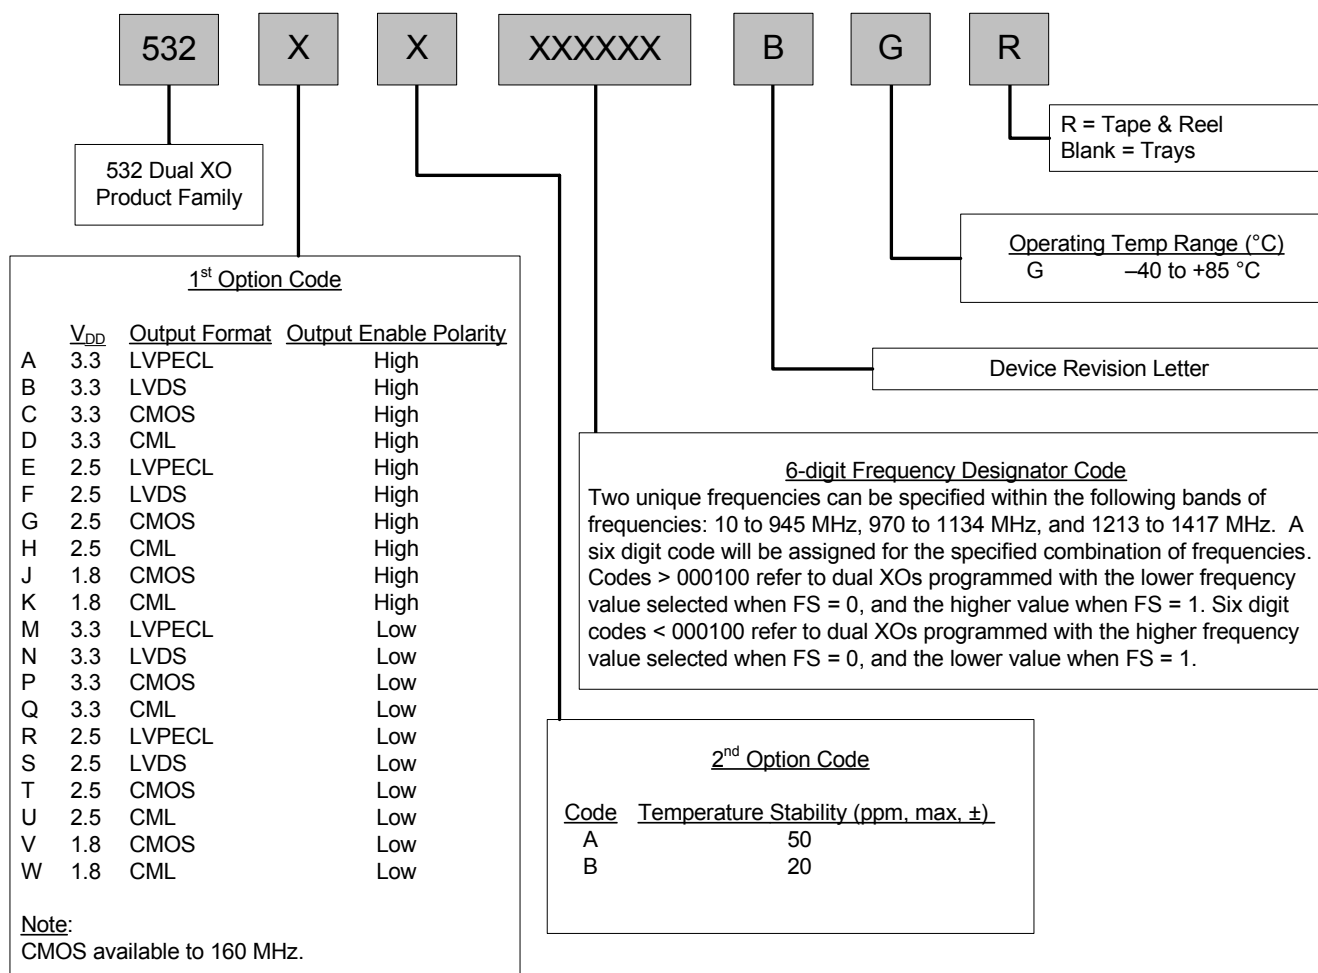 532 X X XXXXXX B G R
R = Tape & Reel
Blank = Trays
532 Dual XO
Product Family
Operating Temp Range (°C)
G –40 to +85 °C
Device Revision Letter
1st Option Code
VDD Output Format Output Enable Polarity
A 3.3 LVPECL High
B 3.3 LVDS High
C 3.3 CMOS High
D 3.3 CML High
E 2.5 LVPECL High
F 2.5 LVDS High
G 2.5 CMOS High
H 2.5 CML High
J 1.8 CMOS High
K 1.8 CML High
M 3.3 LVPECL Low
N 3.3 LVDS Low
P 3.3 CMOS Low
Q 3.3 CML Low
R 2.5 LVPECL Low
S 2.5 LVDS Low
T 2.5 CMOS Low
U 2.5 CML Low
V 1.8 CMOS Low
W 1.8 CML Low
Note:
CMOS available to 160 MHz.
6-digit Frequency Designator Code
Two unique frequencies can be specified within the following bands of
frequencies: 10 to 945 MHz, 970 to 1134 MHz, and 1213 to 1417 MHz. A
six digit code will be assigned for the specified combination of frequencies.
Codes > 000100 refer to dual XOs programmed with the lower frequency
value selected when FS = 0, and the higher value when FS = 1. Six digit
codes < 000100 refer to dual XOs programmed with the higher frequency
value selected when FS = 0, and the lower value when FS = 1.
2nd Option Code
Code Temperature Stability (ppm, max, ±)
A 50
B 20